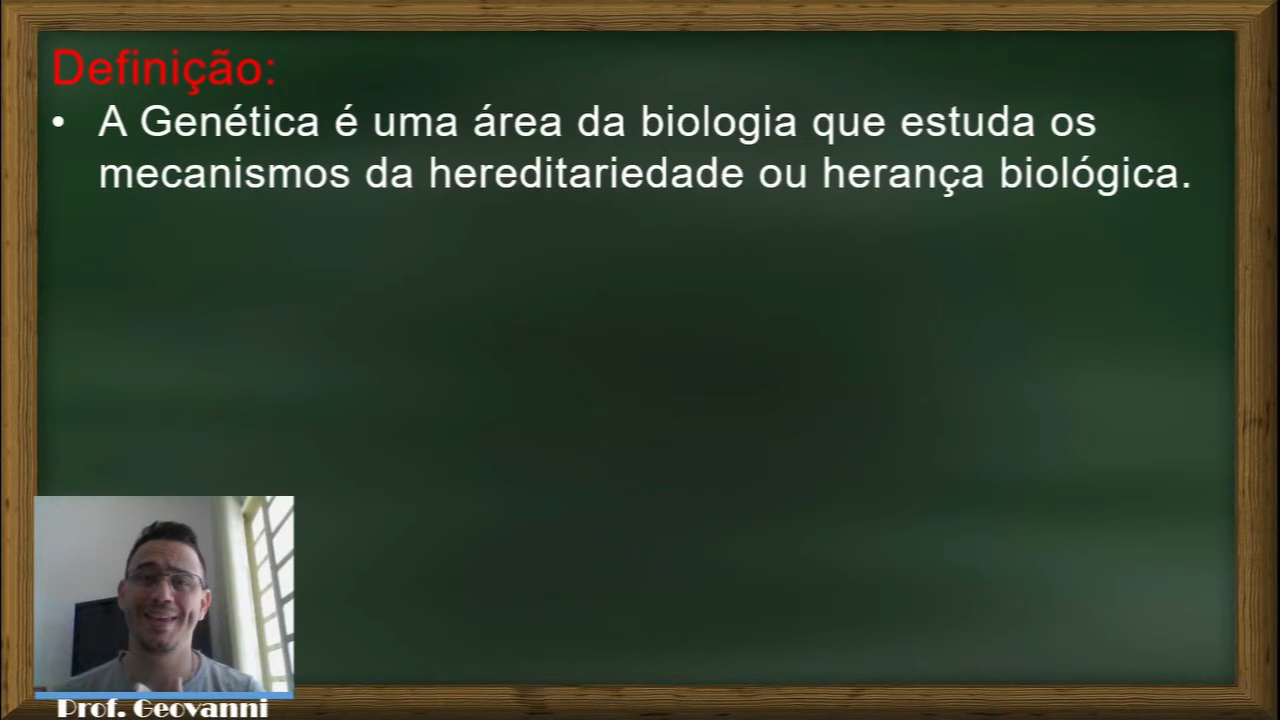 Definição:
• A Genética é uma área da biologia que estuda os
mecanismos da hereditariedade ou herança biológica.
Prof. Geovanni